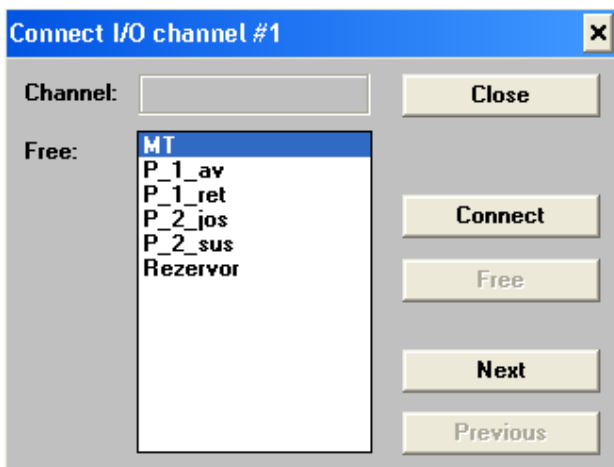 Connect I/O channel #1
Channel:
Close
Free:
MT
P_1_av
P_1_ret
P_2_jos
P_2_sus
Rezervor
Connect
Free
Next
Previous